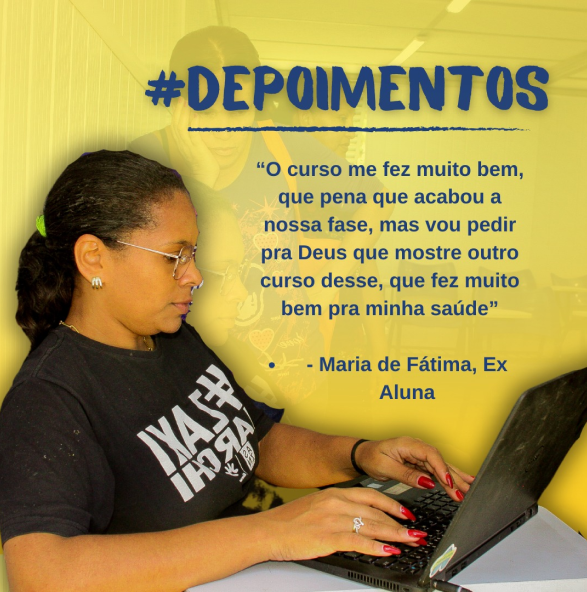 #DEPOIMENTOS
“O curso me fez muito bem,
que pena que acabou a
nossa fase, mas vou pedir
pra Deus que mostre outro
curso desse, que fez muito
bem pra minha saúde”
• - Maria de Fátima, Ex
Aluna